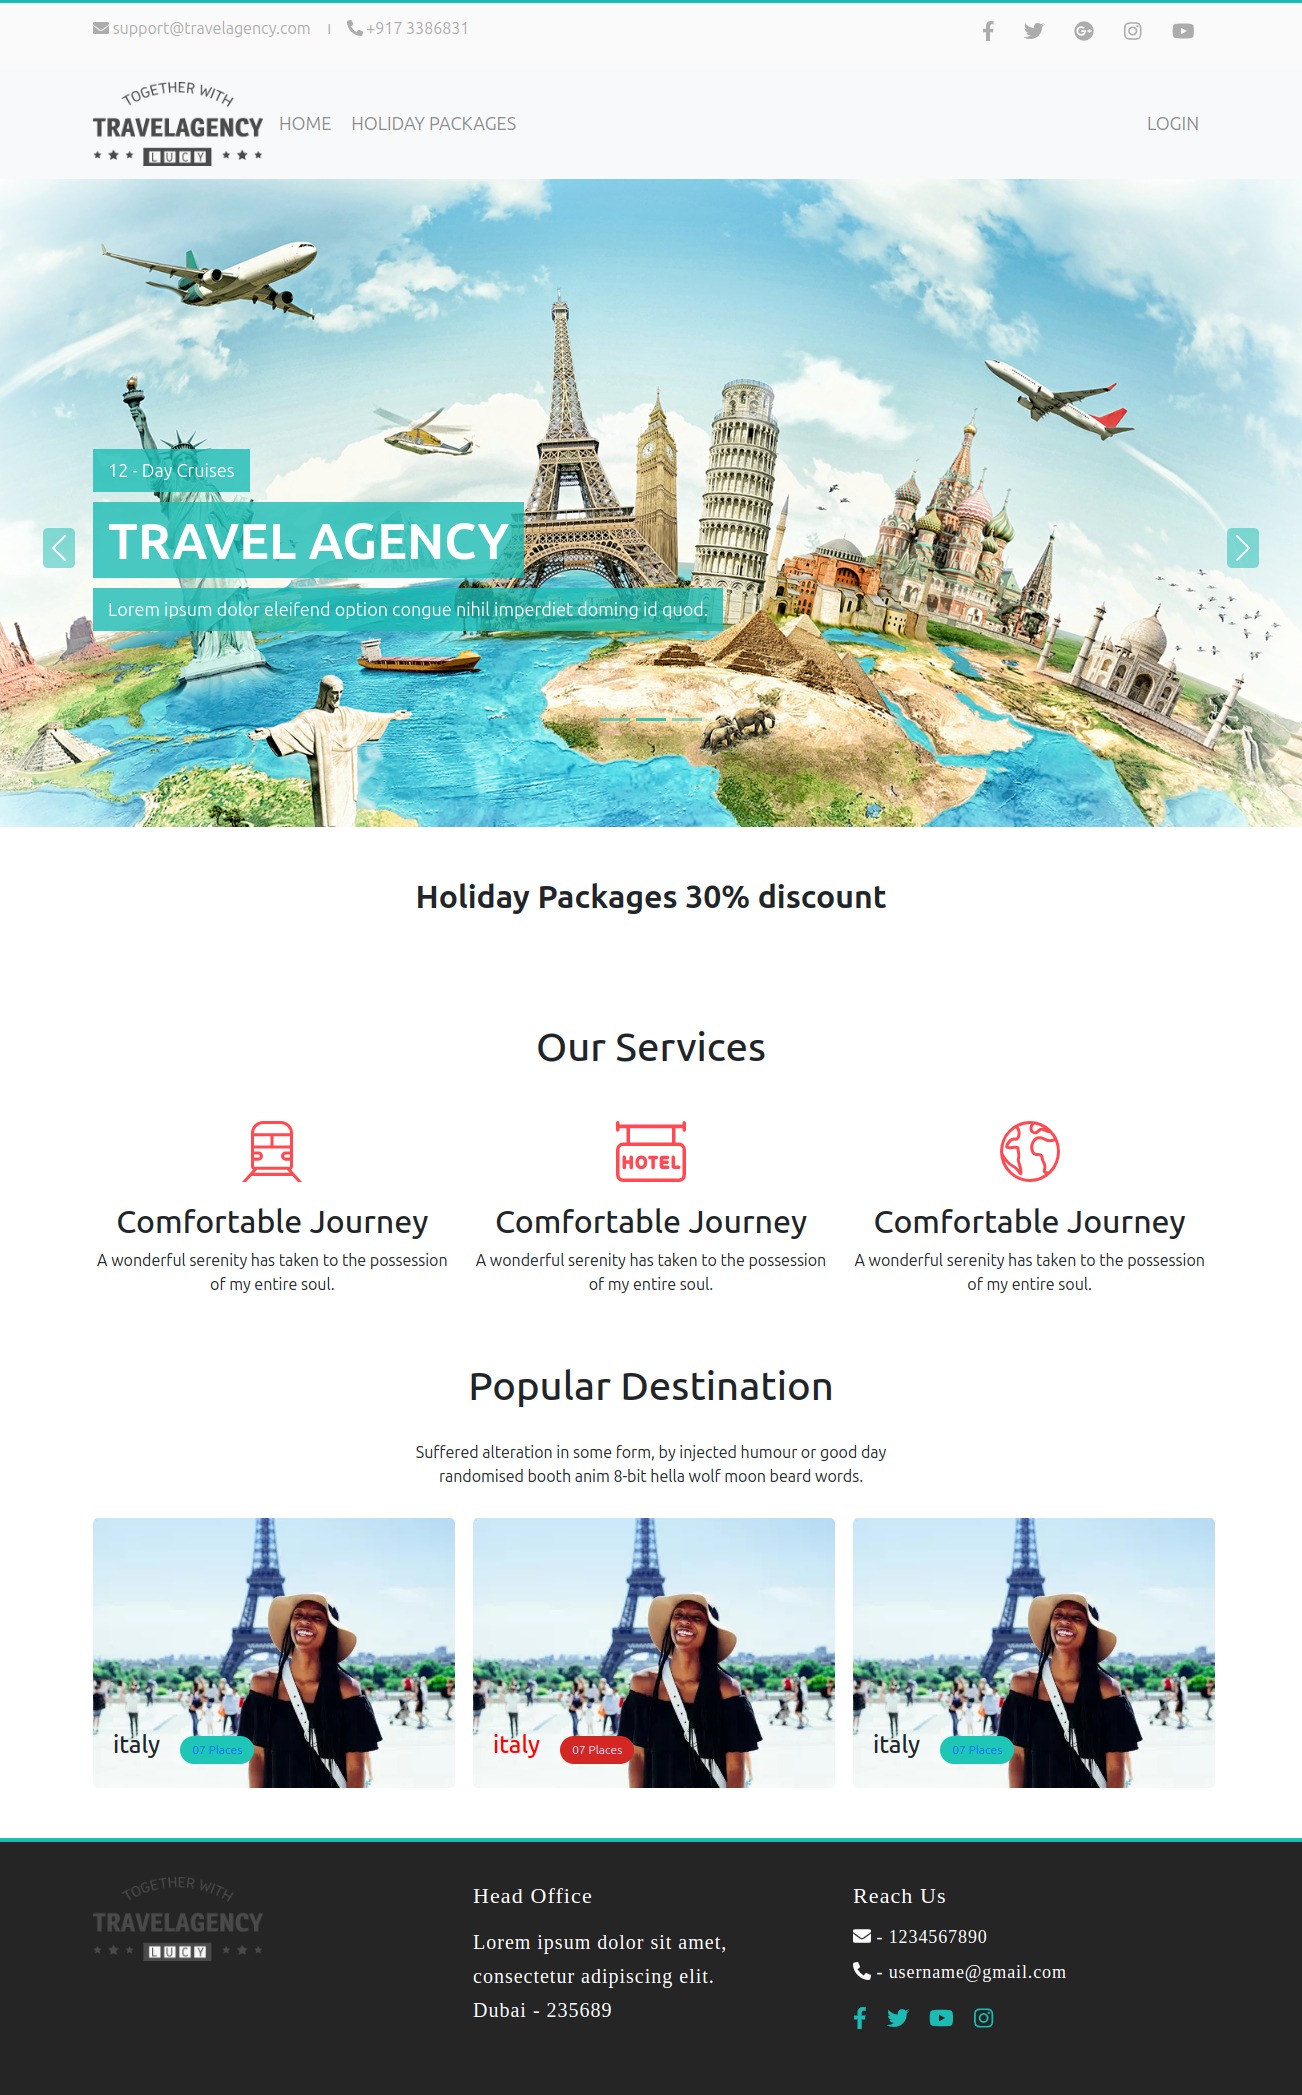 support@travelagency.com | +917 3386831
TOGETHER WITH
TRAVELAGENCY
LUCY
HOME HOLIDAY PACKAGES LOGIN
12 - Day Cruises
TRAVEL AGENCY
Lorem ipsum dolor eleifend option congue nihil imperdiet doming id quod.
Holiday Packages 30% discount
Our Services
HOTEL
Comfortable Journey Comfortable Journey Comfortable Journey
A wonderful serenity has taken to the possession A wonderful serenity has taken to the possession A wonderful serenity has taken to the possession
of my entire soul. of my entire soul. of my entire soul.
Popular Destination
Suffered alteration in some form, by injected humour or good day
randomised booth anim 8-bit hella wolf moon beard words.
italy 07 Places italy 07 Places italy 07 Places
TOGETHER WITH
TRAVELAGENCY
LUCY
Head Office
Lorem ipsum dolor sit amet,
consectetur adipiscing elit.
Dubai - 235689
Reach Us
- 1234567890
- username@gmail.com